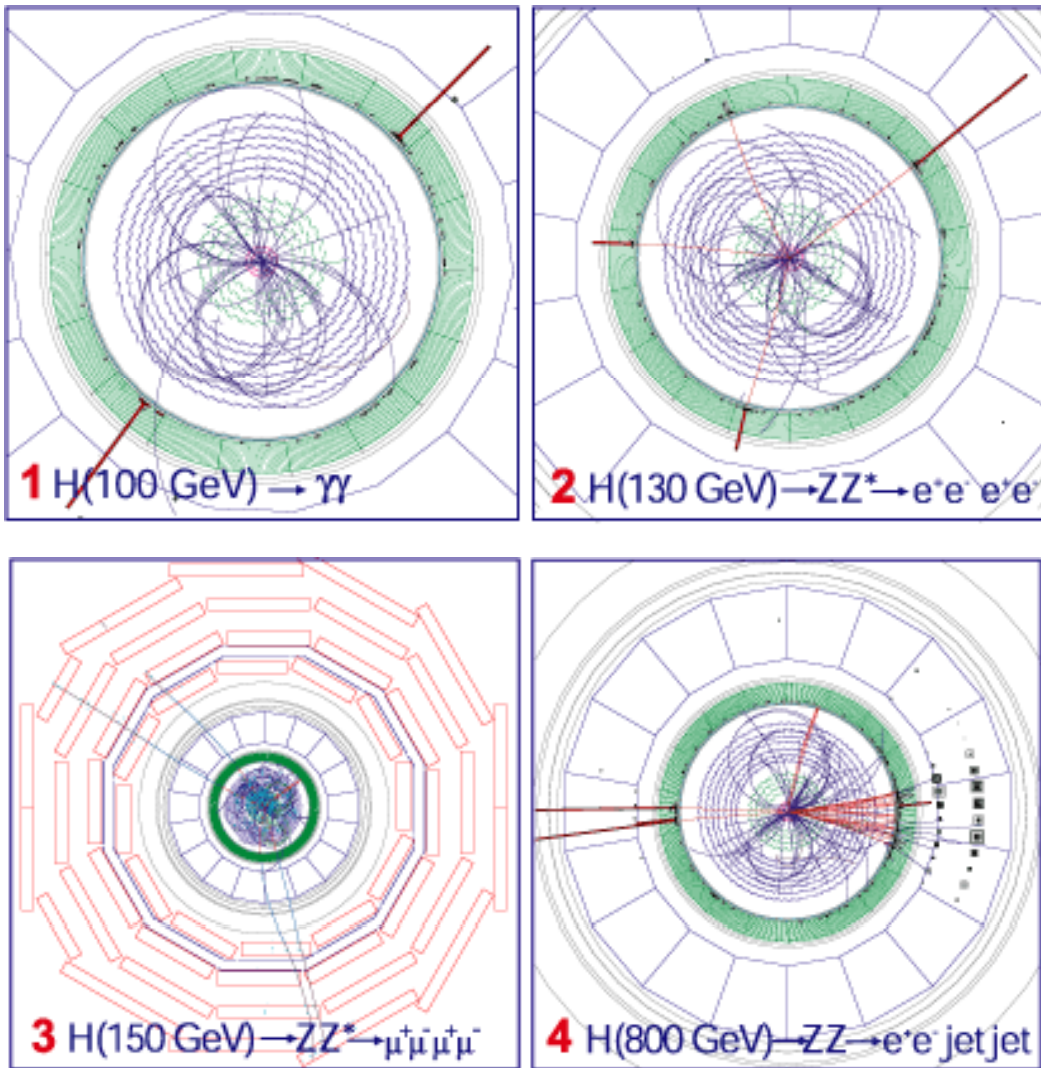 1 H(100 GeV) → γγ
2 H(130 GeV) → ZZ* → e⁺e⁻ e⁺e⁻
3 H(150 GeV) → ZZ* → μ⁺μ⁻μ⁺μ⁻
4 H(800 GeV) → ZZ → e⁺e⁻ jet jet